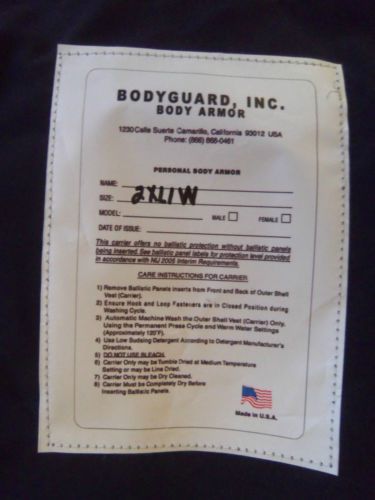 BODYGUARD, INC.
BODY ARMOR
1230 Calle Suerte Camarillo, California 93012 USA
Phone: (866) 866-0461
PERSONAL BODY ARMOR
NAME:
SIZE: 2XL/W
MODEL: MALE FEMALE
DATE OF ISSUE:
This carrier offers no ballistic protection without ballistic panels
being inserted. See ballistic panel labels for protection level provided
in accordance with NIJ 2005 Interim Requirements.
CARE INSTRUCTIONS FOR CARRIER
1) Remove Ballistic Panels inserts from Front and Back of Outer Shell
Vest (Carrier).
2) Ensure Hook and Loop Fasteners are in Closed Position during
Washing Cycle.
3) Automatic Machine Wash the Outer Shell Vest (Carrier) Only.
Using the Permanent Press Cycle and Warm Water Settings
(Approximately 120°F).
4) Use Low Sudsing Detergent According to Detergent Manufacturer's
Directions.
5) DO NOT USE BLEACH.
6) Carrier Only may be Tumble Dried at Medium Temperature
Setting or may be Line Dried.
7) Carrier Only may be Dry Cleaned.
8) Carrier Must be Completely Dry Before
Inserting Ballistic Panels.
Made in U.S.A.